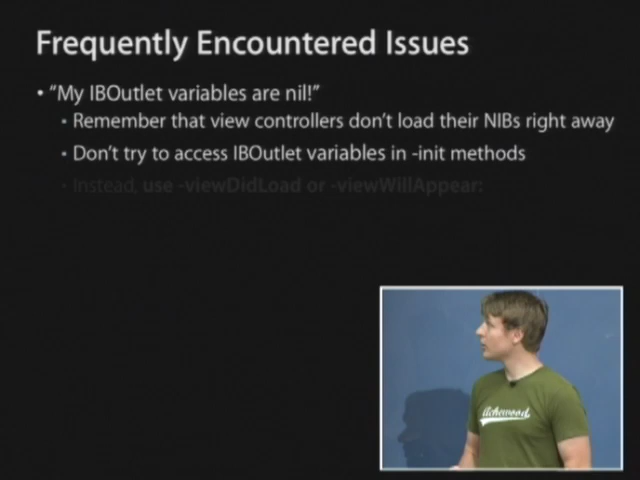 Frequently Encountered Issues
• “My IBOutlet variables are nil!”
• Remember that view controllers don’t load their NIBs right away
• Don’t try to access IBOutlet variables in -init methods
• Instead, use -viewDidLoad or -viewWillAppear:
Achewood